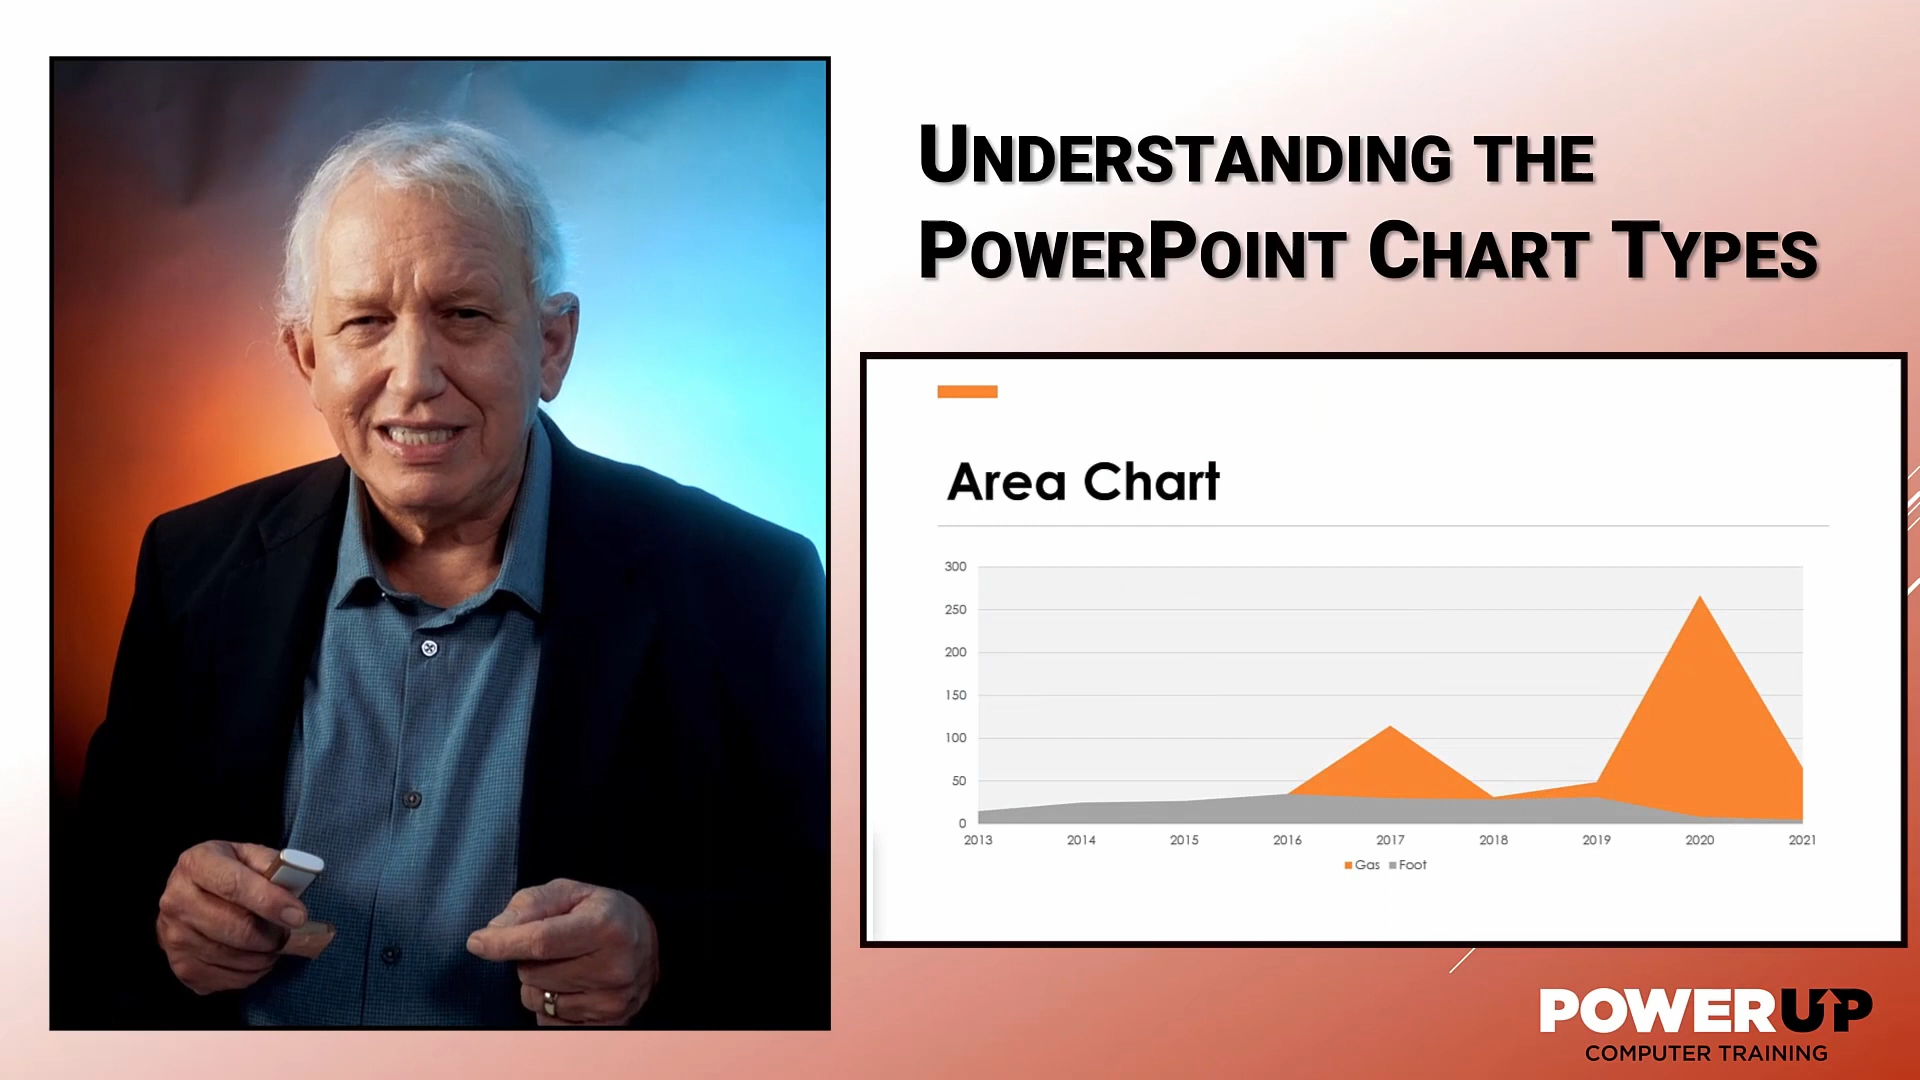 UNDERSTANDING THE
POWERPOINT CHART TYPES
Area Chart
300
250
200
150
100
50
0
2013 2014 2015 2016 2017 2018 2019 2020 2021
Gas Foot
POWERUP
COMPUTER TRAINING